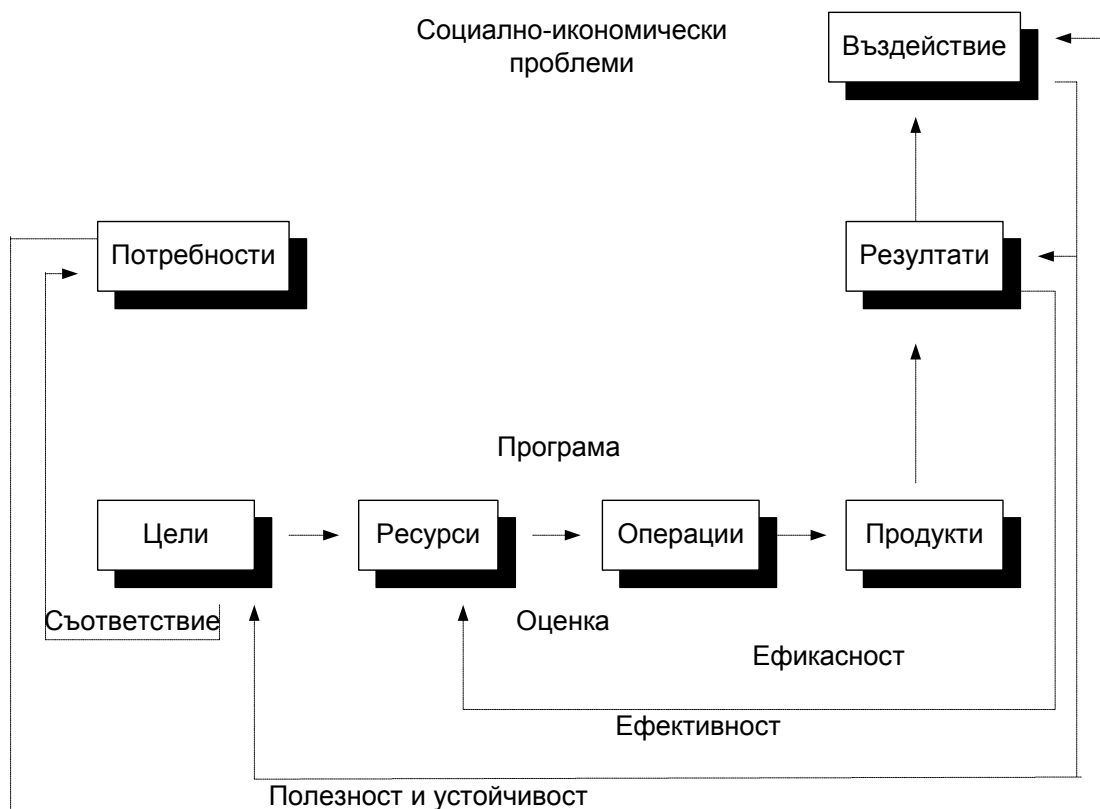 Социално-икономически
проблеми
Въздействие
Потребности
Резултати
Програма
Цели
Ресурси
Операции
Продукти
Съответствие
Оценка
Ефикасност
Ефективност
Полезност и устойчивост